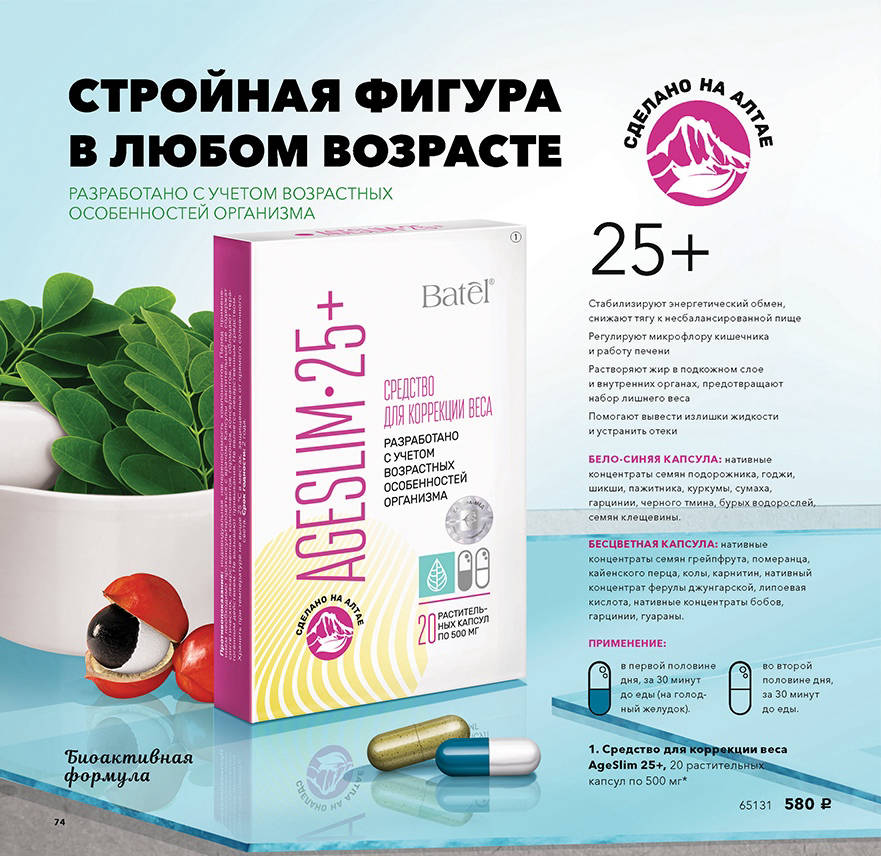 СТРОЙНАЯ ФИГУРА
В ЛЮБОМ ВОЗРАСТЕ
РАЗРАБОТАНО С УЧЕТОМ ВОЗРАСТНЫХ
ОСОБЕННОСТЕЙ ОРГАНИЗМА
СДЕЛАНО НА АЛТАЕ
25+
Стабилизируют энергетический обмен,
снижают тягу к несбалансированной пище
Регулируют микрофлору кишечника
и работу печени
Растворяют жир в подкожном слое
и внутренних органах, предотвращают
набор лишнего веса
Помогают вывести излишки жидкости
и устранить отеки
БЕЛО-СИНЯЯ КАПСУЛА: нативные
концентраты семян подорожника, годжи,
шикши, пажитника, куркумы, сумаха,
гарцинии, черного тмина, бурых водорослей,
семян клещевины.
БЕСЦВЕТНАЯ КАПСУЛА: нативные
концентраты семян грейпфрута, померанца,
кайенского перца, колы, карнитин, нативный
концентрат ферулы джунгарской, липоевая
кислота, нативные концентраты бобов,
гарцинии, гуараны.
ПРИМЕНЕНИЕ:
в первой половине
дня, за 30 минут
до еды (на голод-
ный желудок).
во второй
половине дня,
за 30 минут
до еды.
1. Средство для коррекции веса
AgeSlim 25+, 20 растительных
капсул по 500 мг*
65131 580 ₽
AGESLIM·25+
1
Batel®
AGESLIM·25+
СРЕДСТВО
ДЛЯ КОРРЕКЦИИ ВЕСА
РАЗРАБОТАНО
С УЧЕТОМ
ВОЗРАСТНЫХ
ОСОБЕННОСТЕЙ
ОРГАНИЗМА
20 РАСТИТЕЛЬ-
НЫХ КАПСУЛ
ПО 500 МГ
СДЕЛАНО НА АЛТАЕ
Биоактивная
формула
74